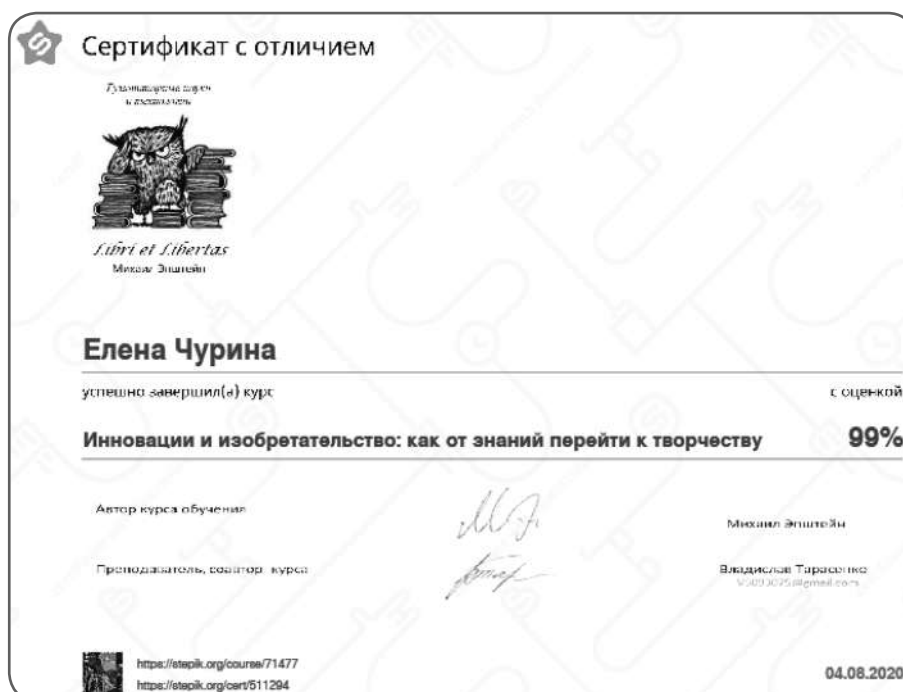 Сертификат с отличием
Гуманитарные науки
Libri et Libertas
Михаил Эпштейн
Елена Чурина
успешно завершил(а) курс
с оценкой
Инновации и изобретательство: как от знаний перейти к творчеству
99%
Автор курса обучения
Михаил Эпштейн
Преподаватель, соавтор курса
Владислав Тарасенко
https://stepik.org/course/71477
https://stepik.org/cert/511294
04.08.2020